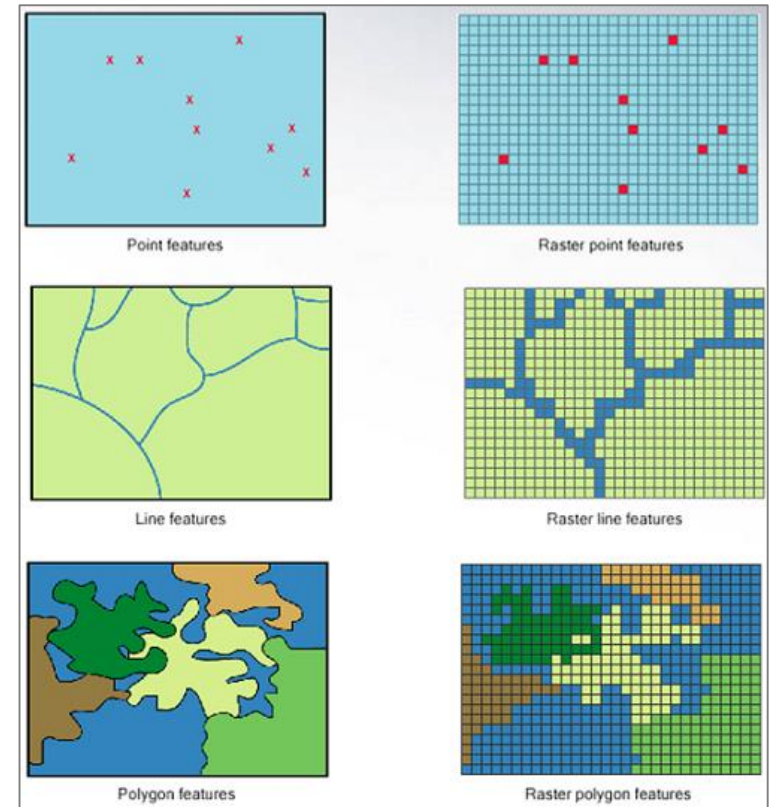 Point features
Raster point features
Line features
Raster line features
Polygon features
Raster polygon features